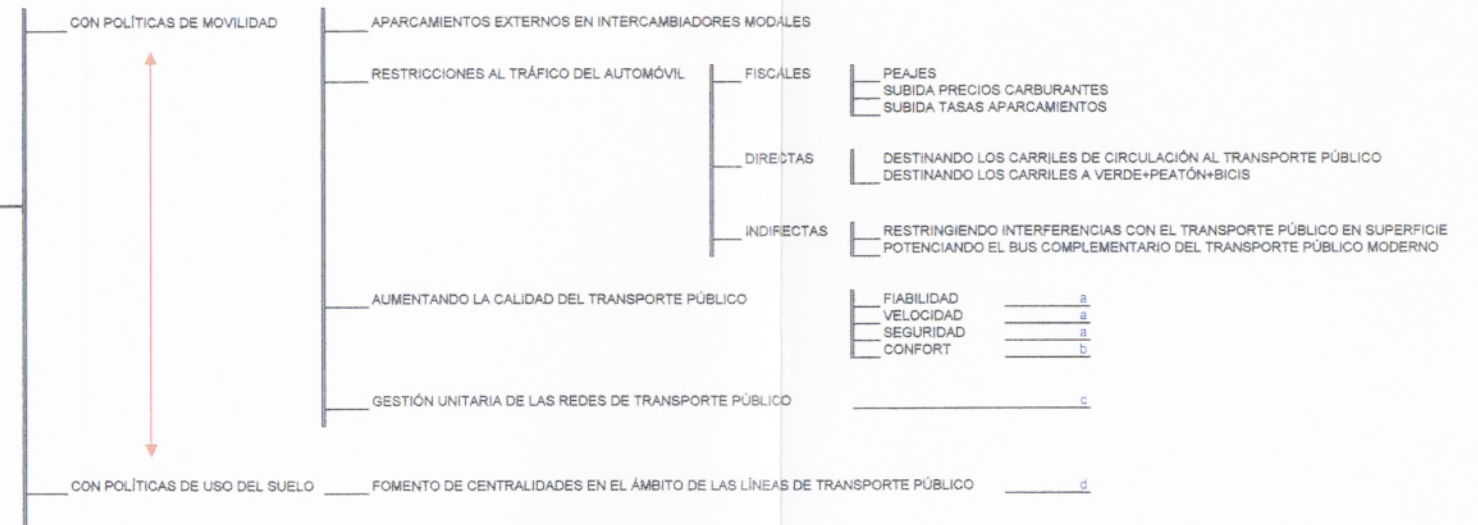 CON POLÍTICAS DE MOVILIDAD
APARCAMIENTOS EXTERNOS EN INTERCAMBIADORES MODALES
RESTRICCIONES AL TRÁFICO DEL AUTOMÓVIL
FISCALES
PEAJES
SUBIDA PRECIOS CARBURANTES
SUBIDA TASAS APARCAMIENTOS
DIRECTAS
DESTINANDO LOS CARRILES DE CIRCULACIÓN AL TRANSPORTE PÚBLICO
DESTINANDO LOS CARRILES A VERDE+PEATÓN+BICIS
INDIRECTAS
RESTRINGIENDO INTERFERENCIAS CON EL TRANSPORTE PÚBLICO EN SUPERFICIE
POTENCIANDO EL BUS COMPLEMENTARIO DEL TRANSPORTE PÚBLICO MODERNO
AUMENTANDO LA CALIDAD DEL TRANSPORTE PÚBLICO
FIABILIDAD a
VELOCIDAD a
SEGURIDAD a
CONFORT b
GESTIÓN UNITARIA DE LAS REDES DE TRANSPORTE PÚBLICO c
CON POLÍTICAS DE USO DEL SUELO
FOMENTO DE CENTRALIDADES EN EL ÁMBITO DE LAS LÍNEAS DE TRANSPORTE PÚBLICO d